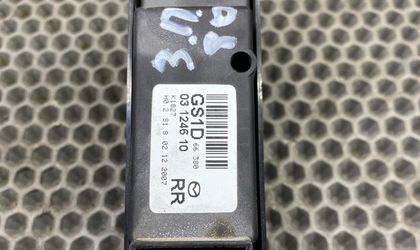 GS1D 66 380
03 1246 10
K1827
H0.2 S1.8 02.12.2007
RR